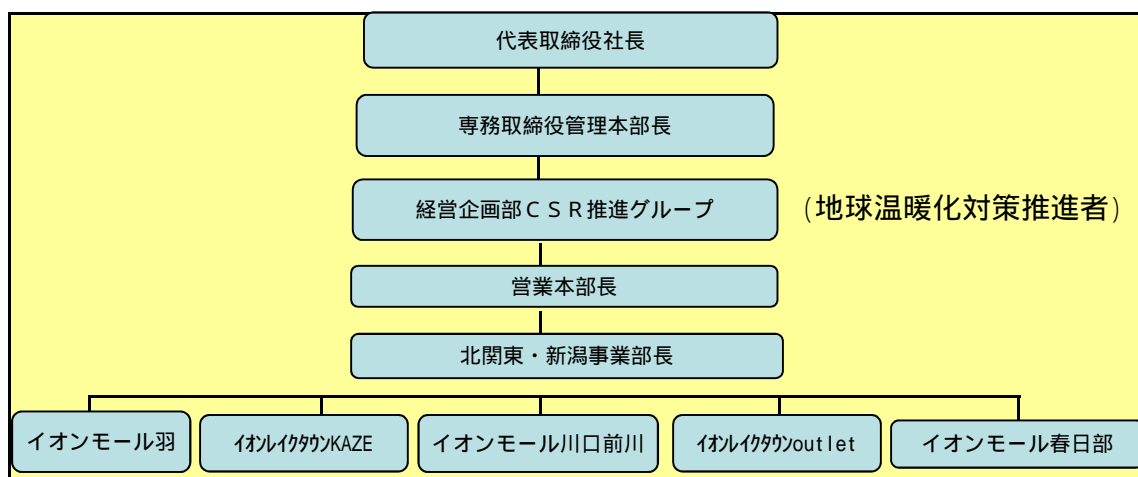 代表取締役社長
専務取締役管理本部長
経営企画部ＣＳＲ推進グループ
(地球温暖化対策推進者)
営業本部長
北関東・新潟事業部長
イオンモール羽
ｲｵﾝﾚｲｸﾀｳﾝKAZE
イオンモール川口前川
ｲｵﾝﾚｲｸﾀｳﾝoutlet
イオンモール春日部